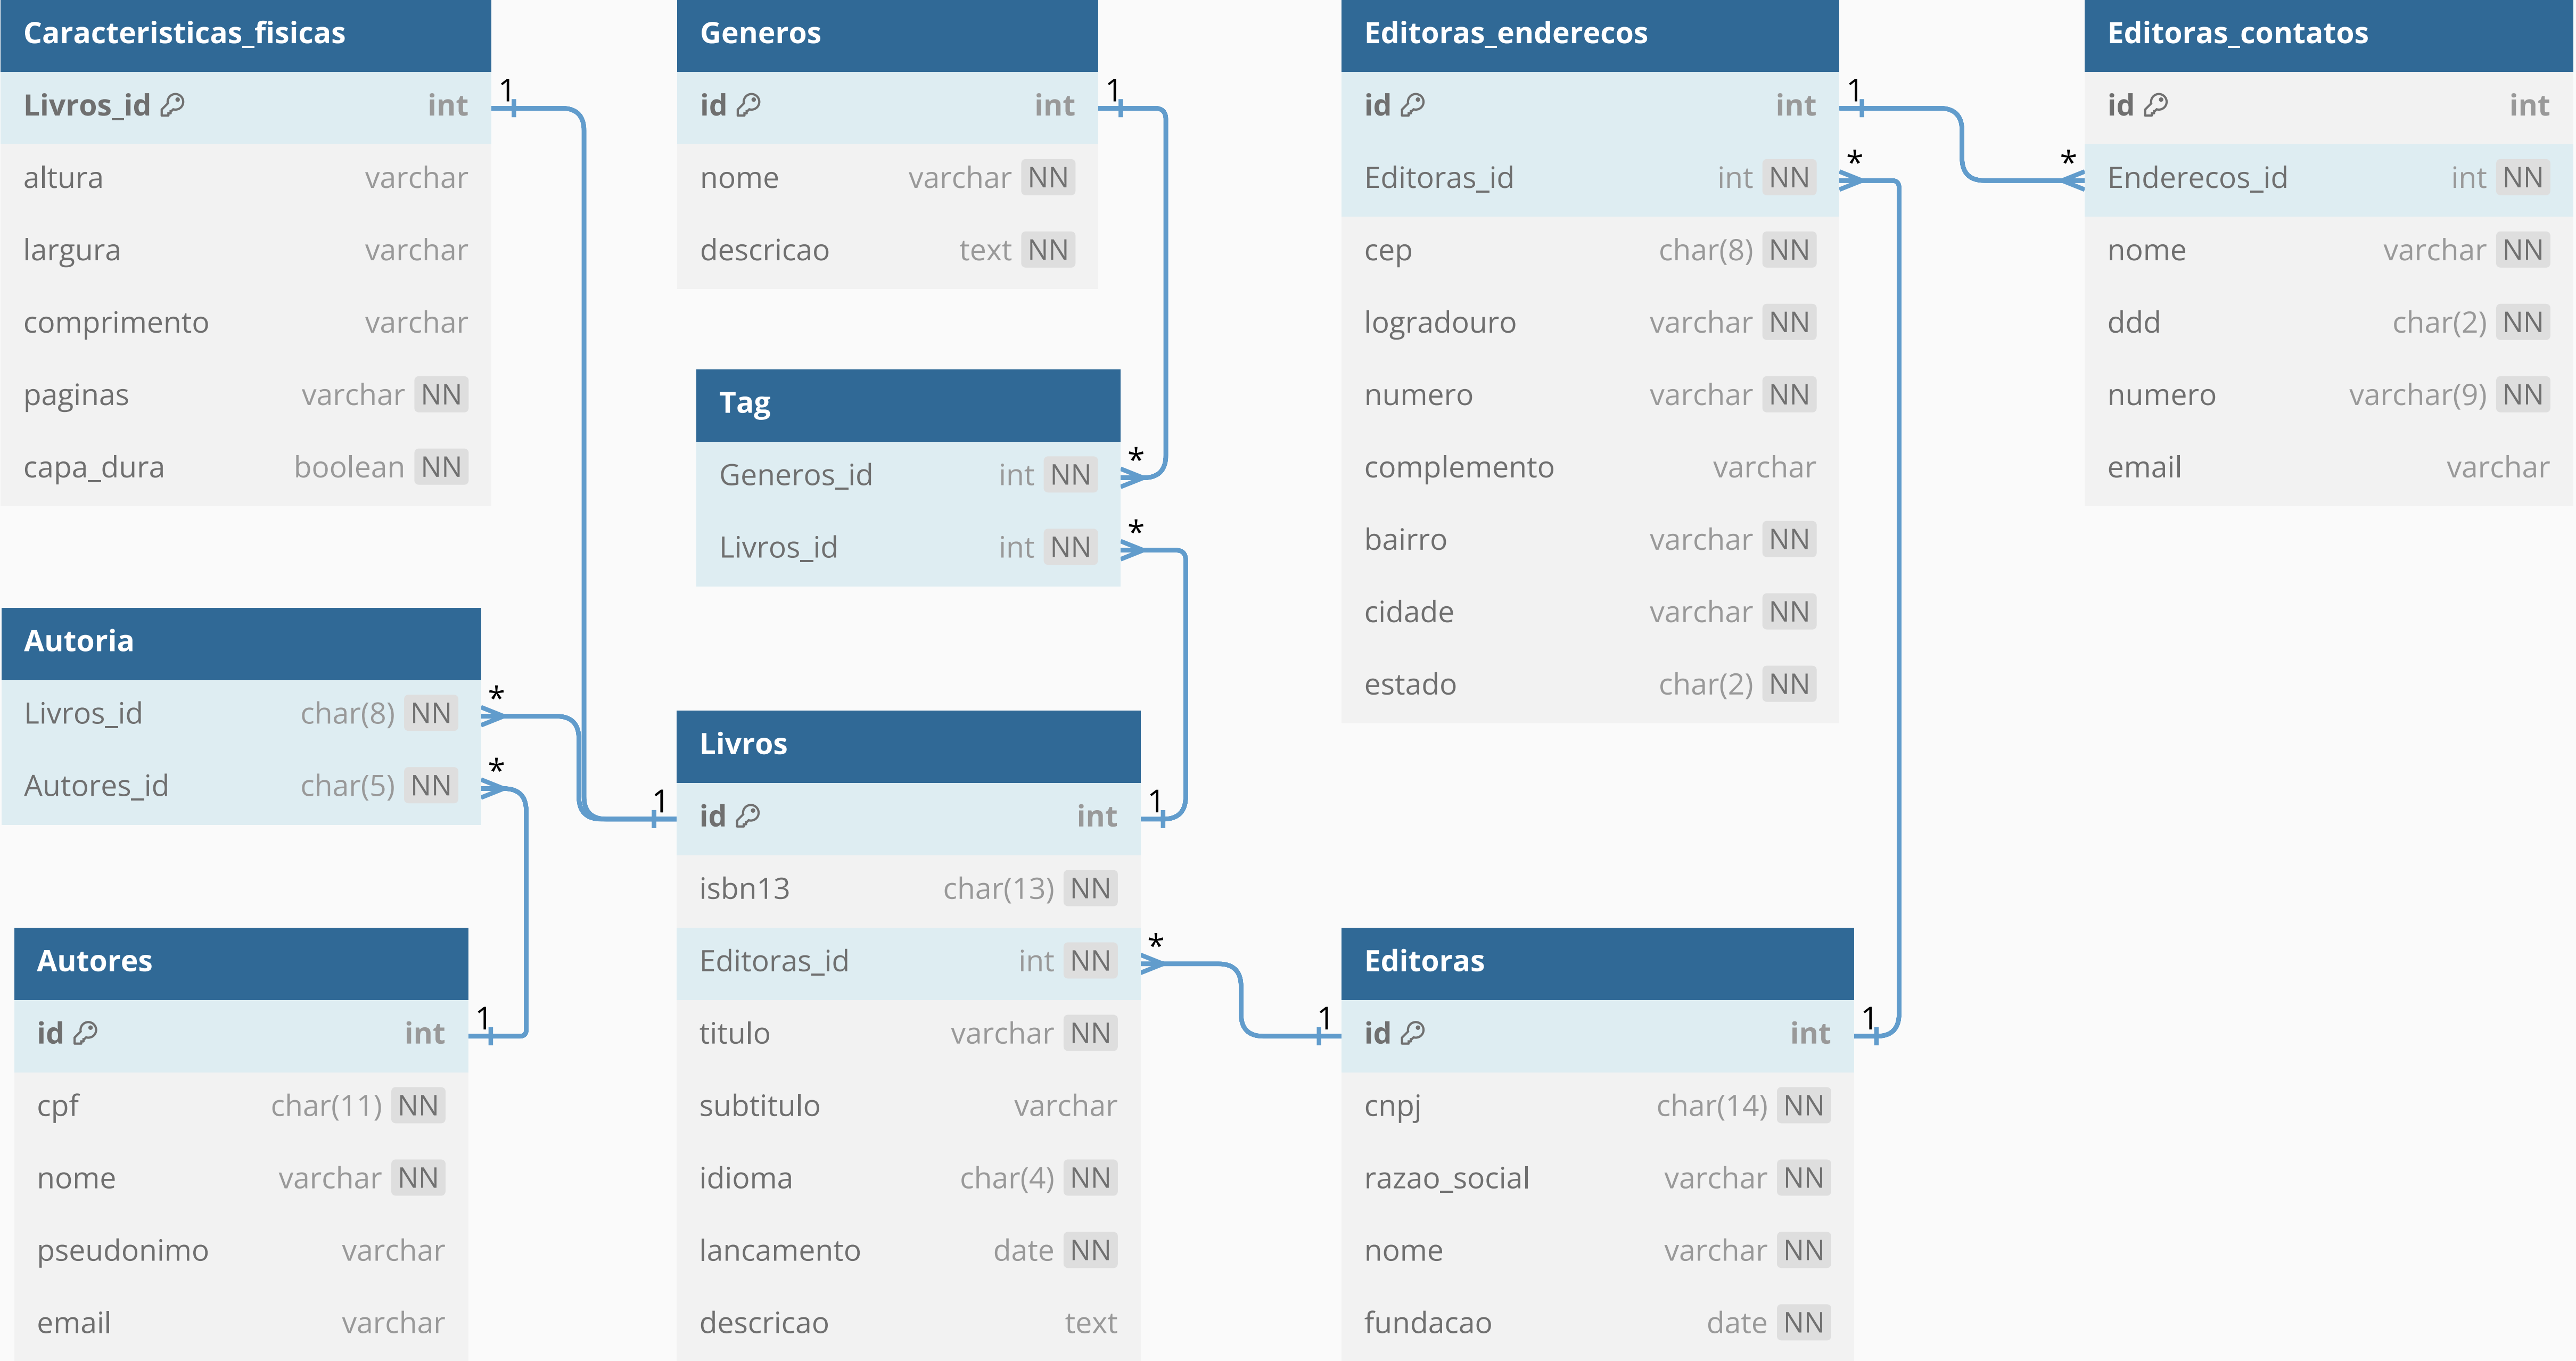 Caracteristicas_fisicas
Livros_id int
altura varchar
largura varchar
comprimento varchar
paginas varchar NN
capa_dura boolean NN
1
Generos
id int
nome varchar NN
descricao text NN
1
Tag
Generos_id int NN
Livros_id int NN
*
*
Editoras_enderecos
id int
Editoras_id int NN
cep char(8) NN
logradouro varchar NN
numero varchar NN
complemento varchar
bairro varchar NN
cidade varchar NN
estado char(2) NN
1
*
Editoras_contatos
id int
Enderecos_id int NN
nome varchar NN
ddd char(2) NN
numero varchar(9) NN
email varchar
*
Autoria
Livros_id char(8) NN
Autores_id char(5) NN
*
*
Autores
id int
cpf char(11) NN
nome varchar NN
pseudonimo varchar
email varchar
1
Livros
id int
isbn13 char(13) NN
Editoras_id int NN
titulo varchar NN
subtitulo varchar
idioma char(4) NN
lancamento date NN
descricao text
1
1
*
Editoras
id int
cnpj char(14) NN
razao_social varchar NN
nome varchar NN
fundacao date NN
1
1